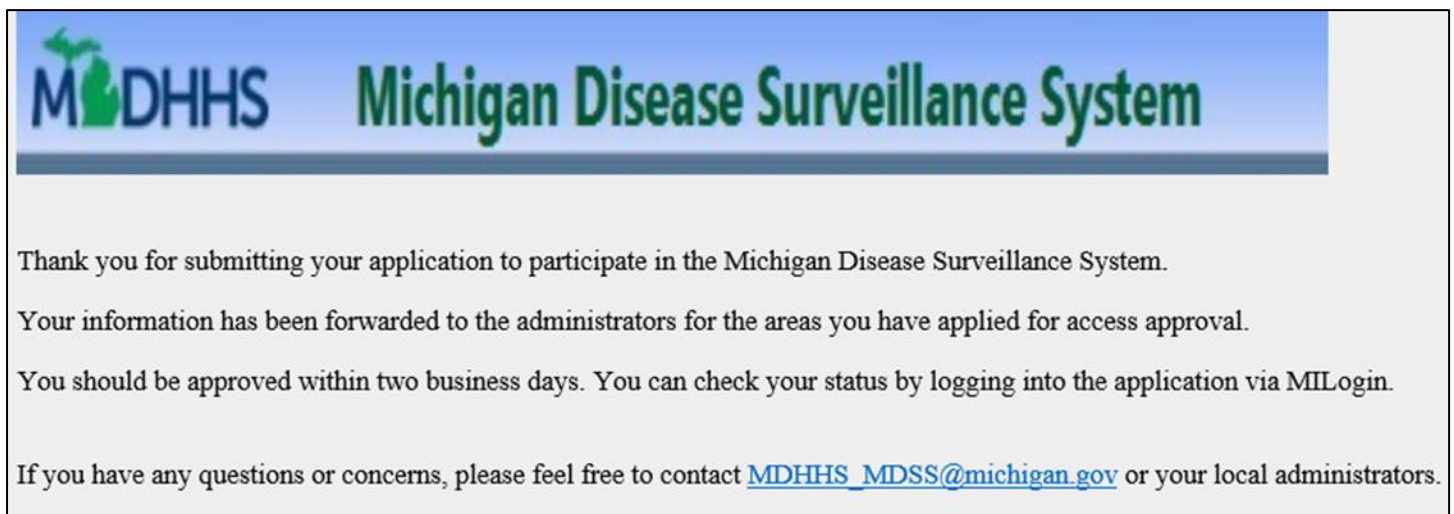 MDHHS Michigan Disease Surveillance System
Thank you for submitting your application to participate in the Michigan Disease Surveillance System.
Your information has been forwarded to the administrators for the areas you have applied for access approval.
You should be approved within two business days. You can check your status by logging into the application via MILogin.
If you have any questions or concerns, please feel free to contact MDHHS_MDSS@michigan.gov or your local administrators.